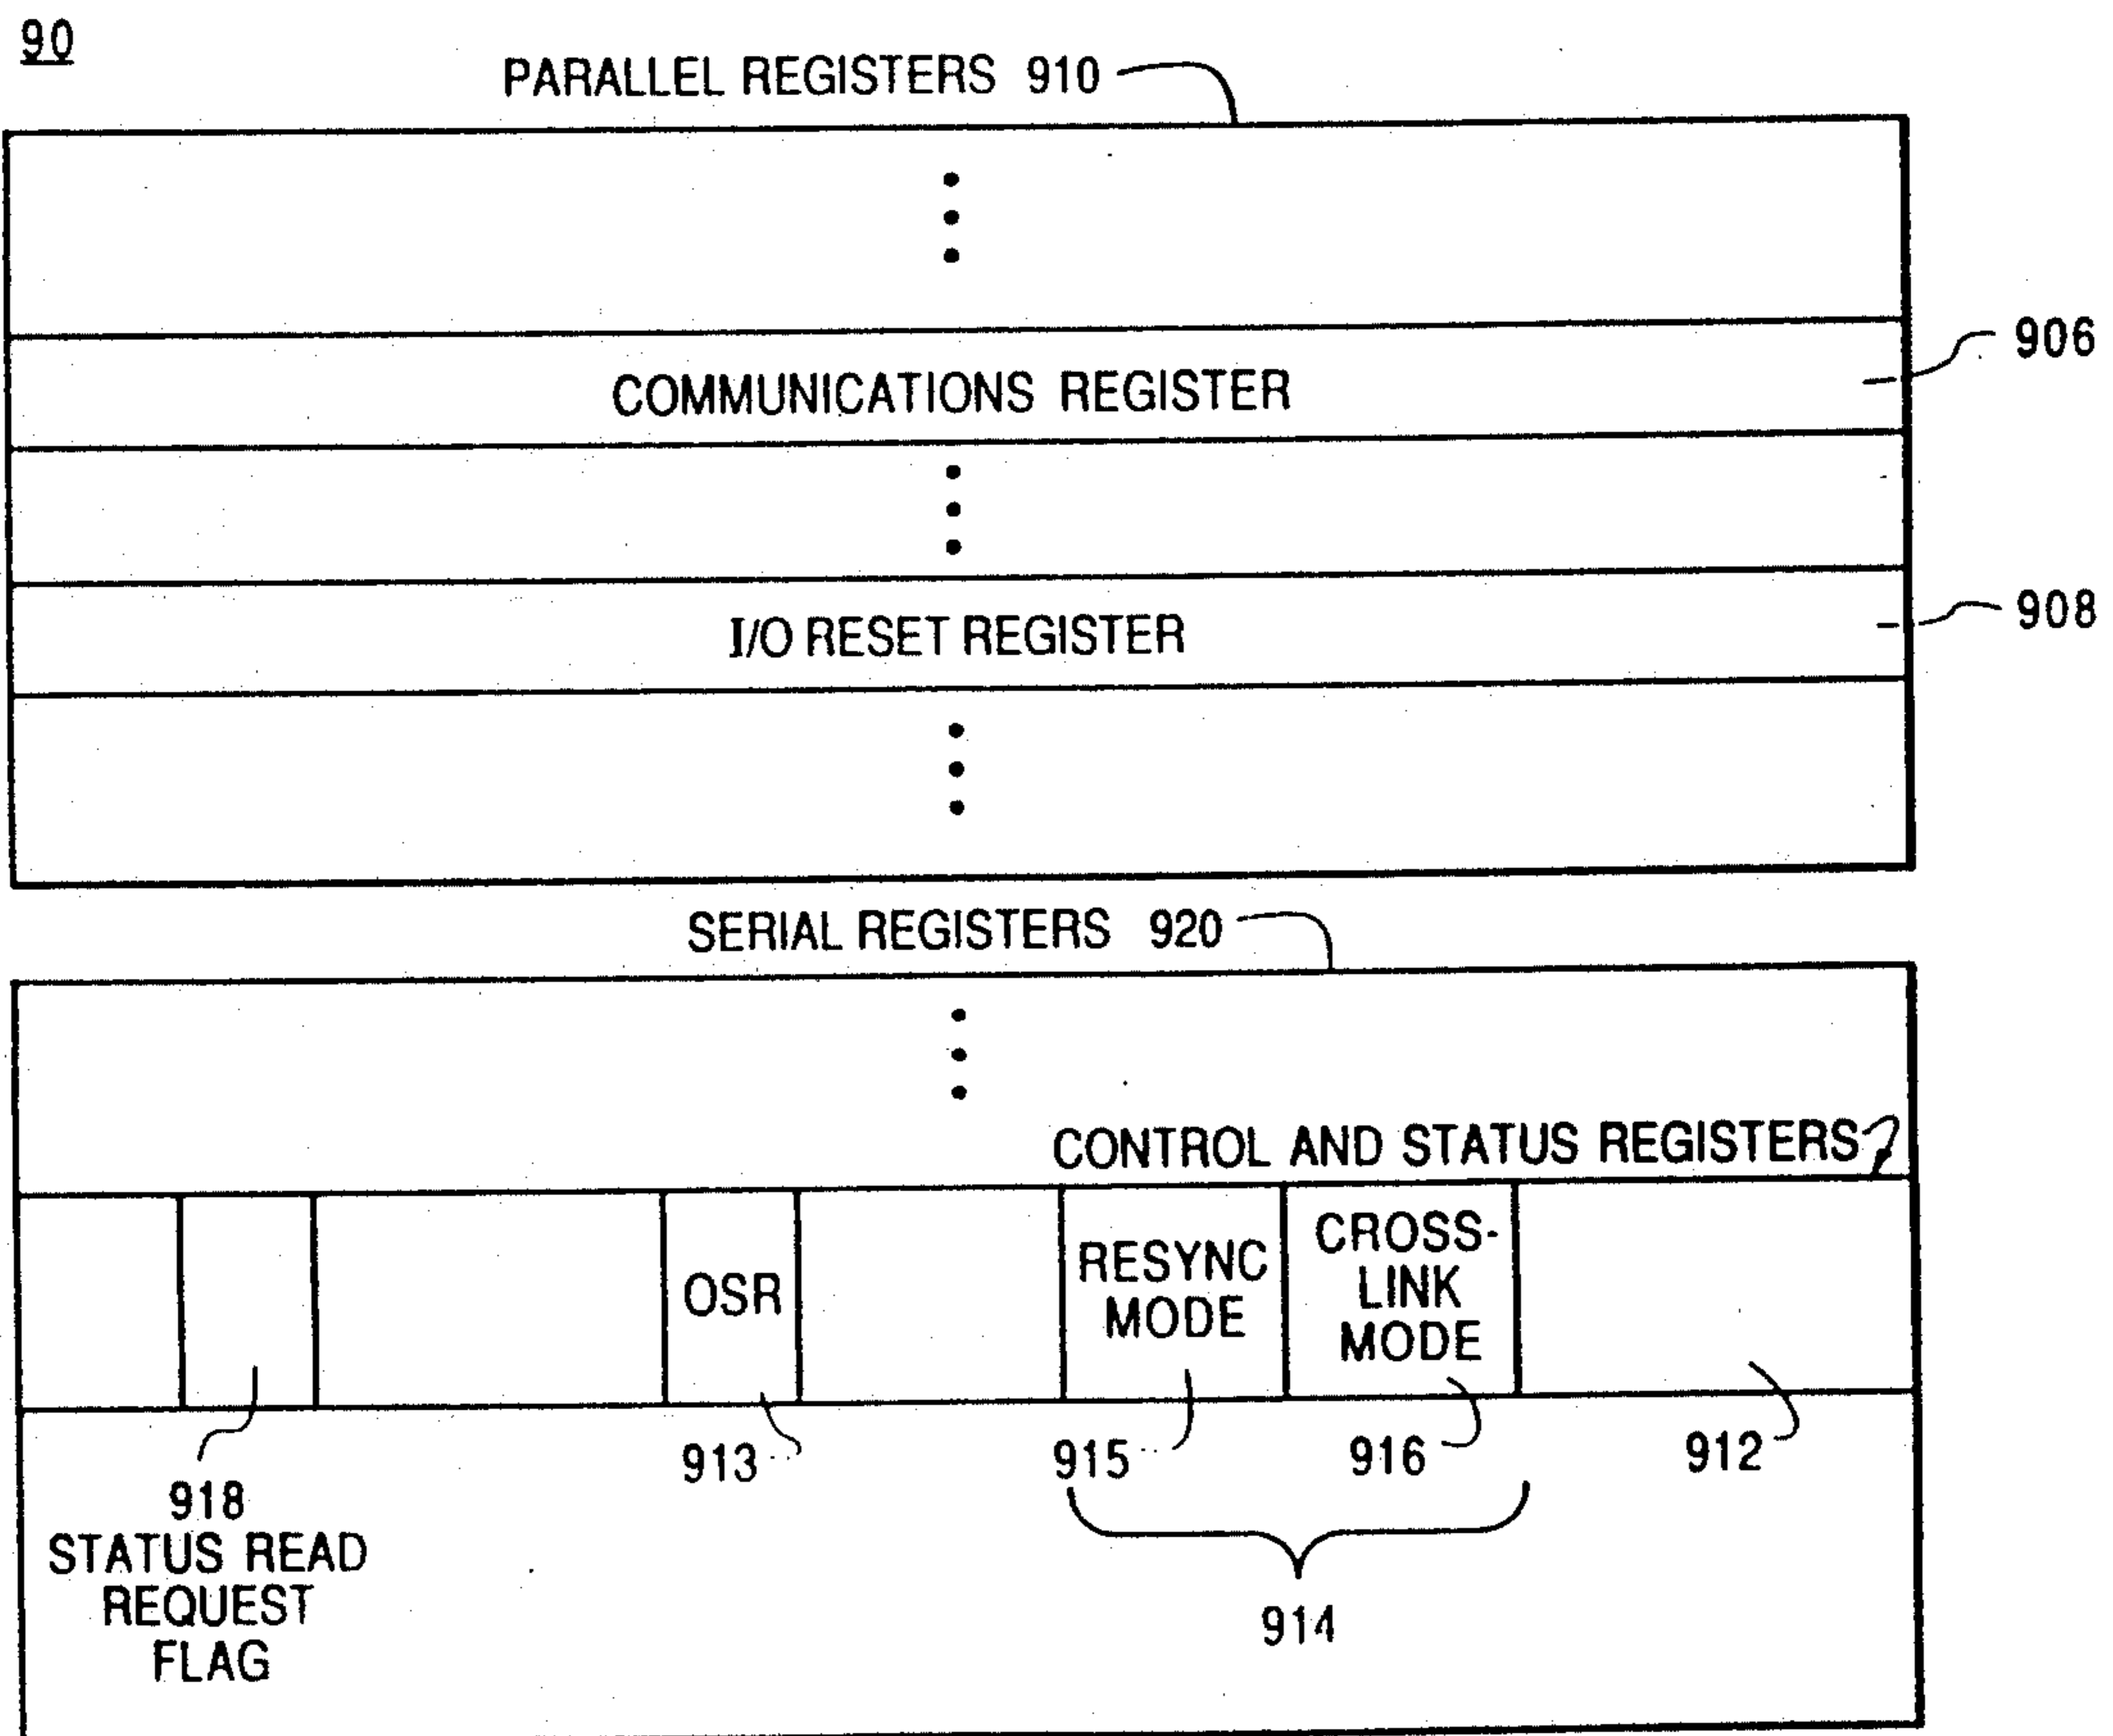 90
PARALLEL REGISTERS 910
COMMUNICATIONS REGISTER
906
I/O RESET REGISTER
908
SERIAL REGISTERS 920
CONTROL AND STATUS REGISTERS
OSR
RESYNC
MODE
CROSS-
LINK
MODE
918
STATUS READ
REQUEST
FLAG
913
915
916
912
914